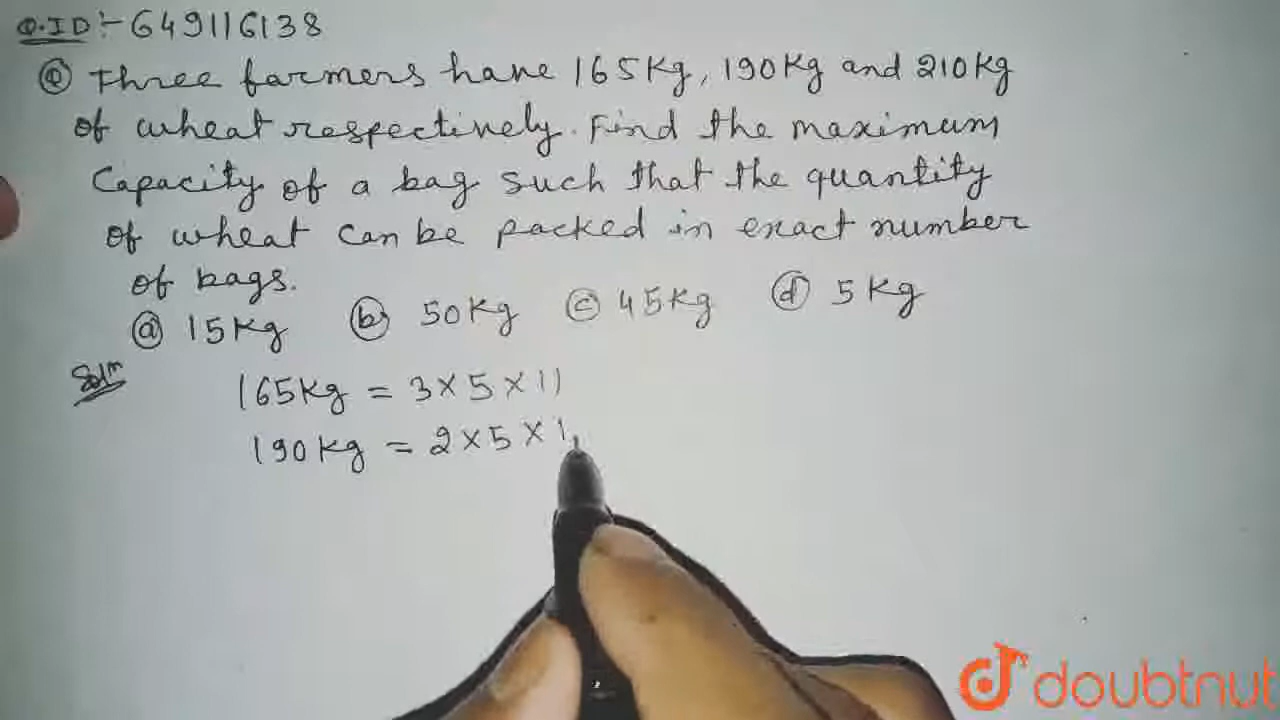 Q.ID:-649116138
Q Three farmers have 165Kg, 190Kg and 210Kg
of wheat respectively. Find the maximum
Capacity of a bag such that the quantity
of wheat can be packed in exact number
of bags.
a 15Kg b 50Kg c 45Kg d 5Kg
Soln
165Kg = 3×5×11
190Kg = 2×5×1
doubtnut